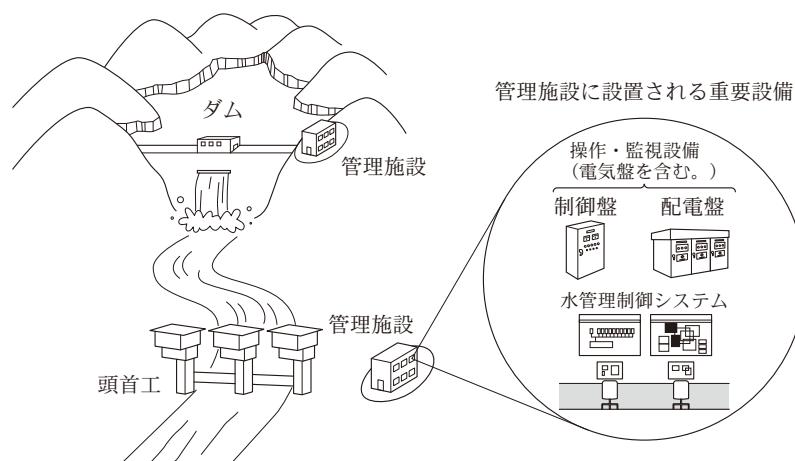 ダム
管理施設
管理施設
頭首工
管理施設に設置される重要設備
操作・監視設備
(電気盤を含む。)
制御盤
配電盤
水管理制御システム